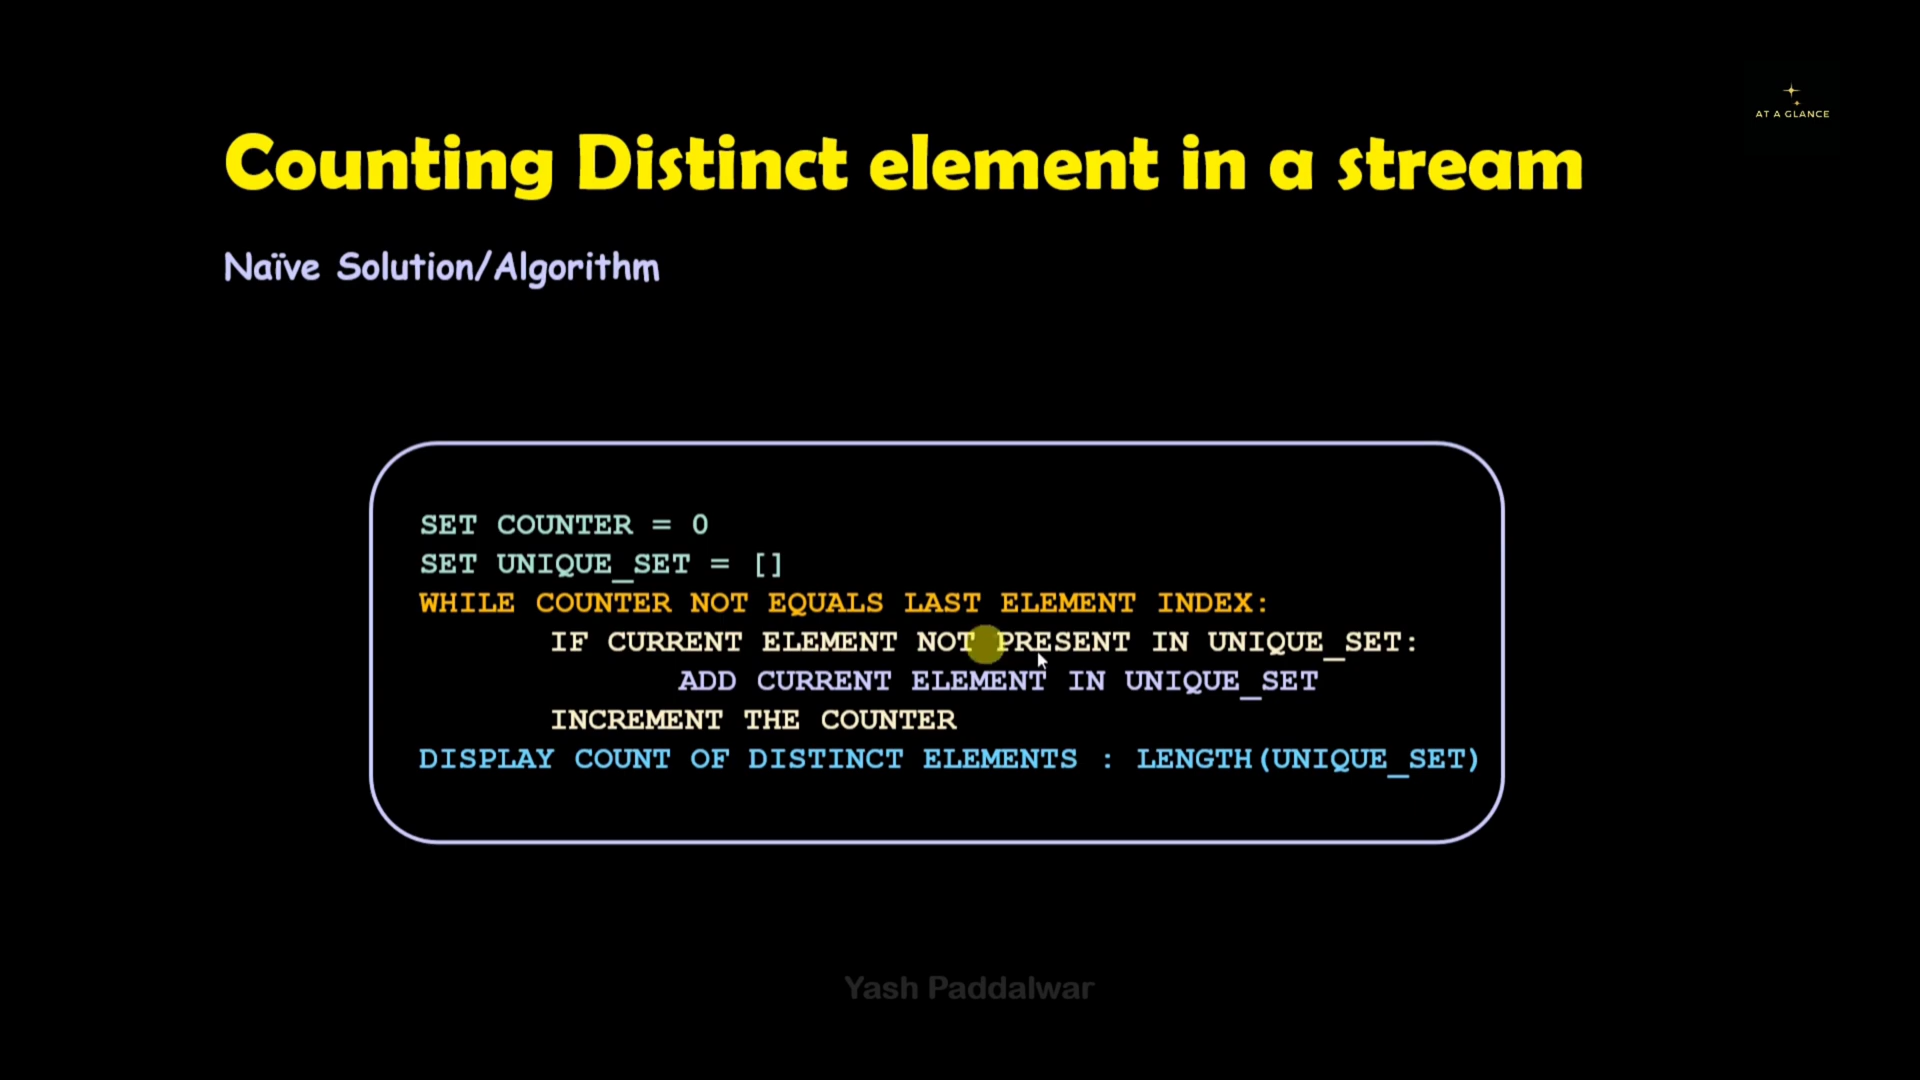 AT A GLANCE
Counting Distinct element in a stream
Naïve Solution/Algorithm
SET COUNTER = 0
SET UNIQUE_SET = []
WHILE COUNTER NOT EQUALS LAST ELEMENT INDEX:
IF CURRENT ELEMENT NOT PRESENT IN UNIQUE_SET:
ADD CURRENT ELEMENT IN UNIQUE_SET
INCREMENT THE COUNTER
DISPLAY COUNT OF DISTINCT ELEMENTS : LENGTH(UNIQUE_SET)
Yash Paddalwar